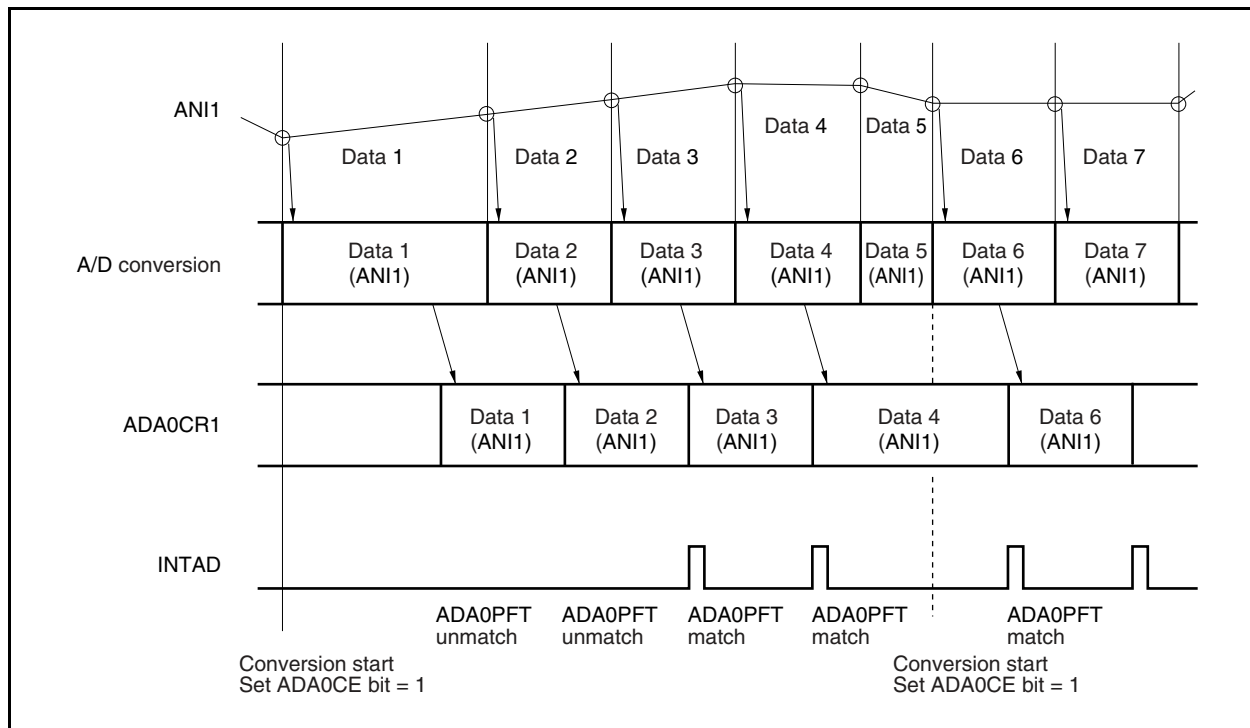 ANI1
Data 1
Data 2
Data 3
Data 4
Data 5
Data 6
Data 7
A/D conversion
Data 1
(ANI1)
Data 2
(ANI1)
Data 3
(ANI1)
Data 4
(ANI1)
Data 5
(ANI1)
Data 6
(ANI1)
Data 7
(ANI1)
ADA0CR1
Data 1
(ANI1)
Data 2
(ANI1)
Data 3
(ANI1)
Data 4
(ANI1)
Data 6
(ANI1)
INTAD
ADA0PFT
unmatch
ADA0PFT
unmatch
ADA0PFT
match
ADA0PFT
match
ADA0PFT
match
Conversion start
Set ADA0CE bit = 1
Conversion start
Set ADA0CE bit = 1